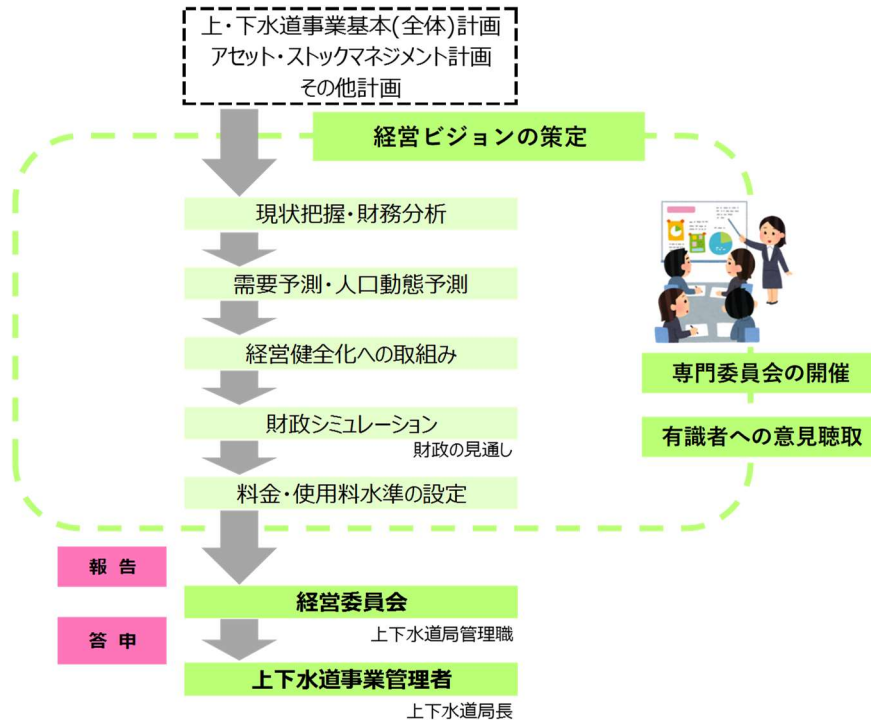 上・下水道事業基本(全体)計画
アセット・ストックマネジメント計画
その他計画
経営ビジョンの策定
現状把握・財務分析
需要予測・人口動態予測
経営健全化への取組み
専門委員会の開催
財政シミュレーション
有識者への意見聴取
財政の見通し
料金・使用料水準の設定
報 告
経営委員会
上下水道局管理職
答 申
上下水道事業管理者
上下水道局長